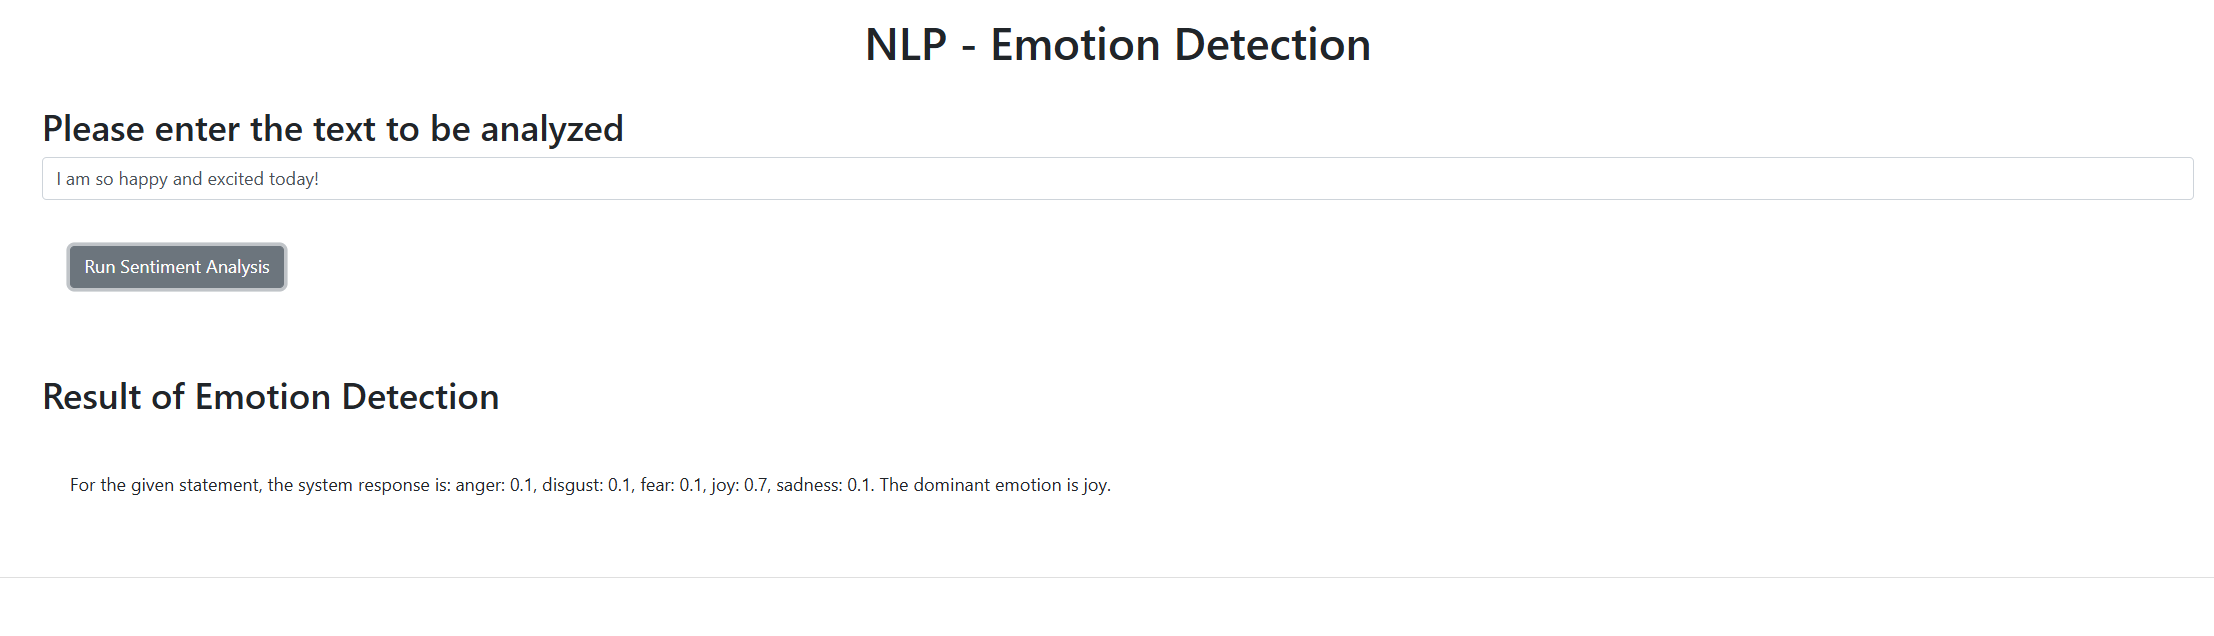 NLP - Emotion Detection
Please enter the text to be analyzed
I am so happy and excited today!
Run Sentiment Analysis
Result of Emotion Detection
For the given statement, the system response is: anger: 0.1, disgust: 0.1, fear: 0.1, joy: 0.7, sadness: 0.1. The dominant emotion is joy.